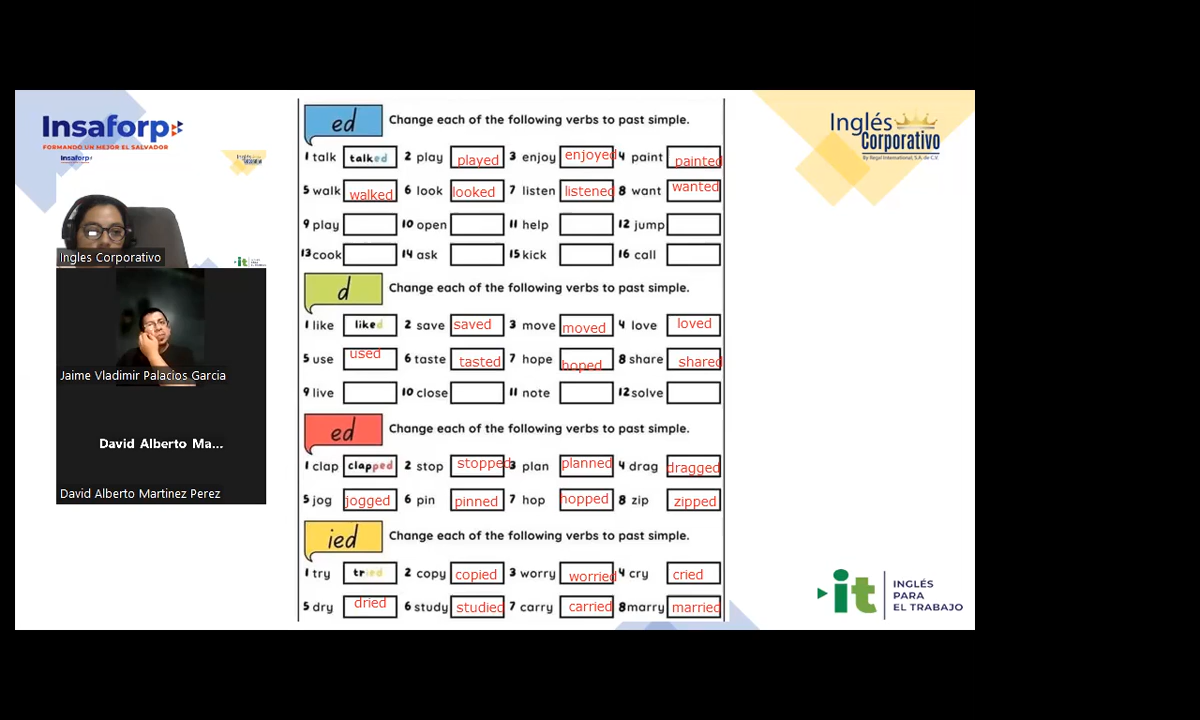 Insaforp
FORMANDO UN MEJOR EL SALVADOR
Insaforp
Inglés
Corporativo
By Regal International, S.A. de C.V.
ed Change each of the following verbs to past simple.
1 talk talked 2 play played 3 enjoy enjoyed 4 paint painted
5 walk walked 6 look looked 7 listen listened 8 want wanted
9 play 10 open 11 help 12 jump
13 cook 14 ask 15 kick 16 call
d Change each of the following verbs to past simple.
1 like liked 2 save saved 3 move moved 4 love loved
5 use used 6 taste tasted 7 hope hoped 8 share shared
9 live 10 close 11 note 12 solve
ed Change each of the following verbs to past simple.
1 clap clapped 2 stop stopped 3 plan planned 4 drag dragged
5 jog jogged 6 pin pinned 7 hop hopped 8 zip zipped
ied Change each of the following verbs to past simple.
1 try tried 2 copy copied 3 worry worried 4 cry cried
5 dry dried 6 study studied 7 carry carried 8 marry married
Ingles Corporativo
Jaime Vladimir Palacios Garcia
David Alberto Ma...
David Alberto Martinez Perez
it
INGLÉS
PARA
EL TRABAJO